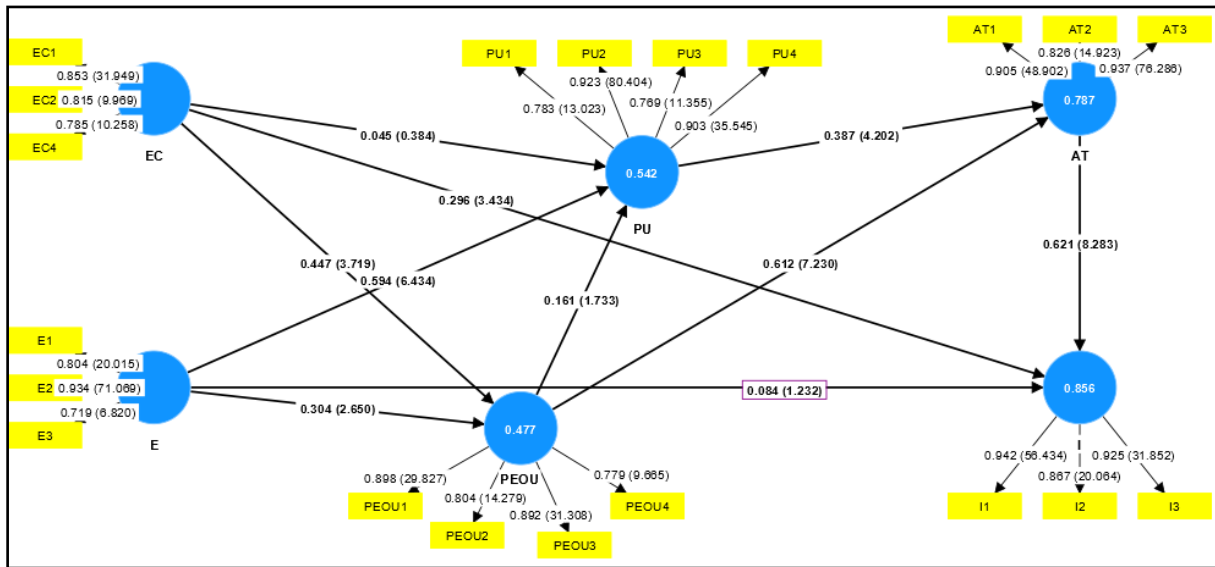 AT1
AT2
AT3
PU1
PU2
PU3
PU4
EC1
0.826 (14.923)
0.853 (31.949)
0.923 (80.404)
0.905 (48.902)
0.937 (76.286)
EC2
0.815 (9.969)
0.783 (13.023)
0.769 (11.355)
0.787
0.785 (10.258)
0.903 (35.545)
EC4
0.045 (0.384)
0.387 (4.202)
EC
AT
0.542
0.296 (3.434)
PU
0.621 (8.283)
0.447 (3.719)
0.612 (7.230)
0.594 (6.434)
0.161 (1.733)
E1
0.804 (20.015)
E2
0.934 (71.069)
0.084 (1.232)
0.856
0.719 (6.820)
0.304 (2.650)
E3
E
0.477
PEOU
0.942 (56.434)
0.925 (31.852)
0.898 (29.827)
0.779 (9.665)
0.867 (20.064)
0.804 (14.279)
PEOU1
PEOU4
I1
I2
I3
0.892 (31.308)
PEOU2
PEOU3